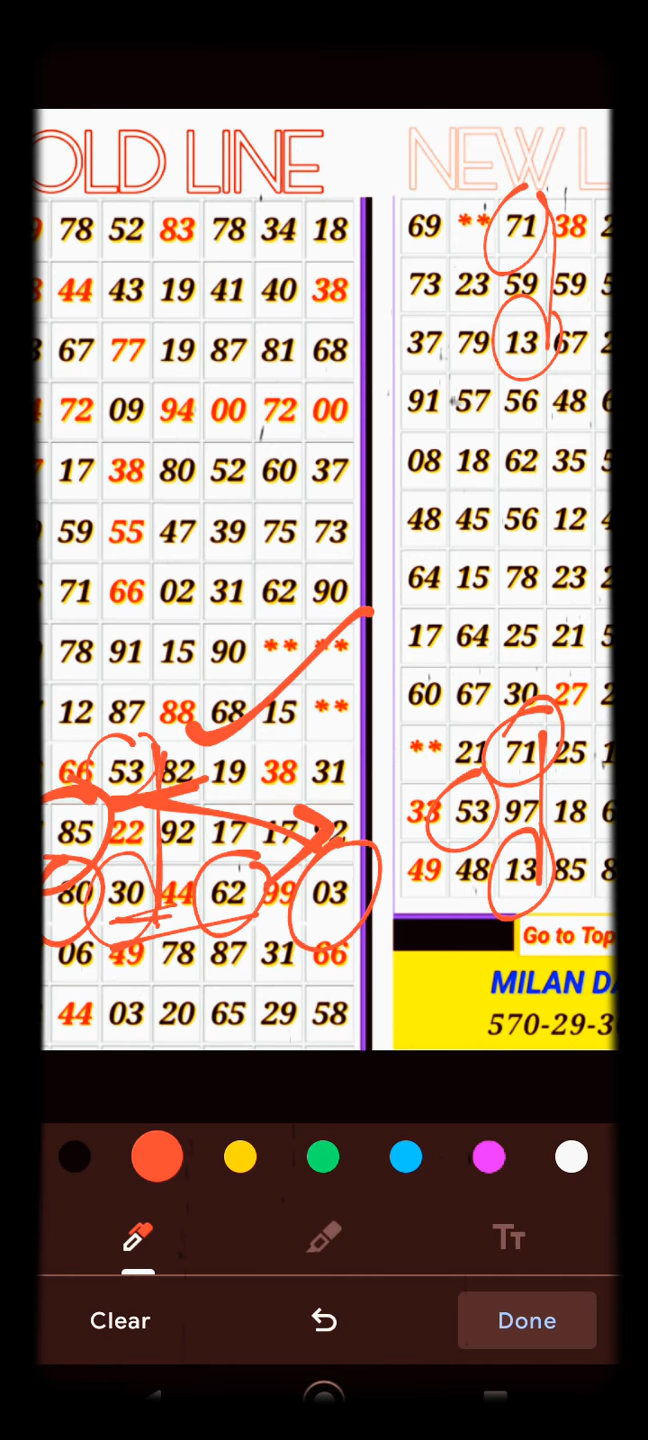 OLD LINE
78 52 83 78 34 18
44 43 19 41 40 38
67 77 19 87 81 68
72 09 94 00 72 00
17 38 80 52 60 37
59 55 47 39 75 73
71 66 02 31 62 90
78 91 15 90 ** **
12 87 88 68 15 **
66 53 82 19 38 31
85 22 92 17 17
80 30 44 62 99 03
06 49 78 87 31 66
44 03 20 65 29 58
NEW L
69 ** 71 38
73 23 59 59
37 79 13 67
91 57 56 48
08 18 62 35
48 45 56 12
64 15 78 23
17 64 25 21
60 67 30 27
** 21 71 25
33 53 97 18
49 48 13 85
Go to Top
MILAN DA
570-29-3
Tт
Clear
Done